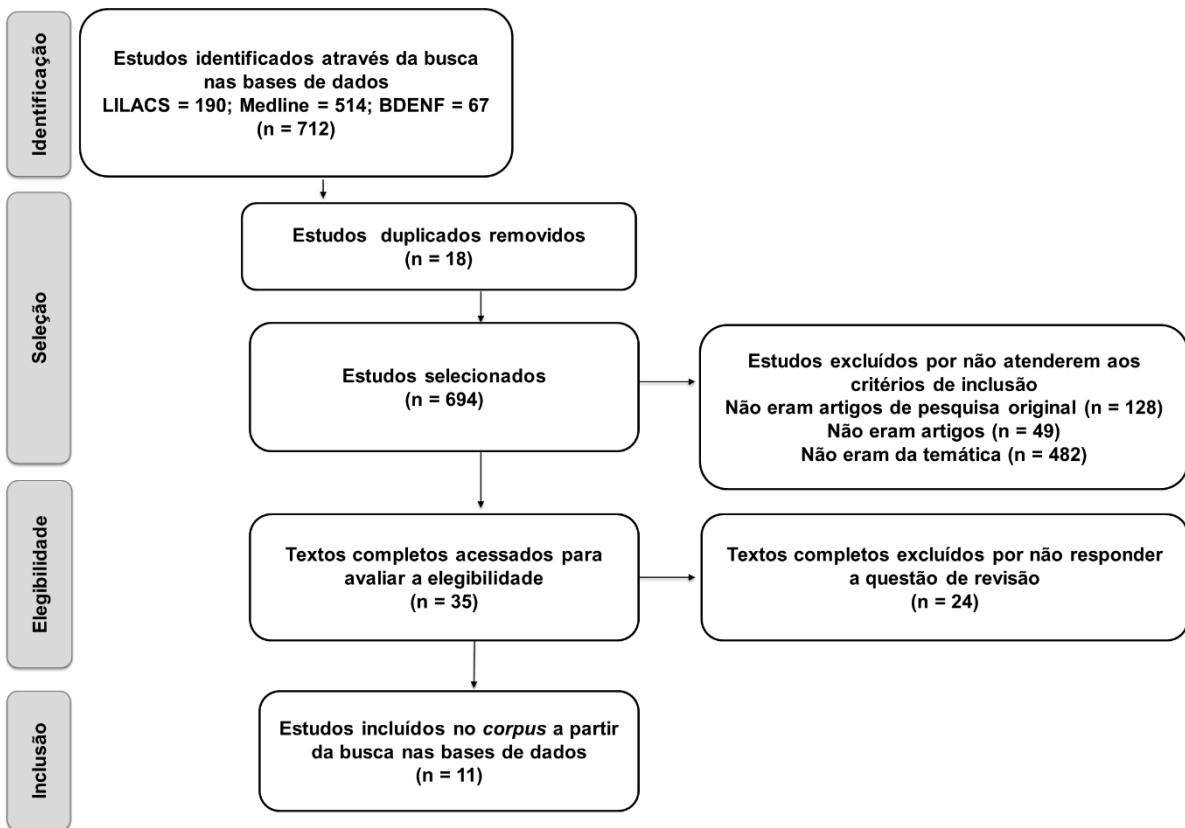 Identificação
Estudos identificados através da busca
nas bases de dados
LILACS = 190; Medline = 514; BDENF = 67
(n = 712)
Seleção
Estudos duplicados removidos
(n = 18)
Estudos selecionados
(n = 694)
Estudos excluídos por não atenderem aos
critérios de inclusão
Não eram artigos de pesquisa original (n = 128)
Não eram artigos (n = 49)
Não eram da temática (n = 482)
Elegibilidade
Textos completos acessados para
avaliar a elegibilidade
(n = 35)
Textos completos excluídos por não responder
a questão de revisão
(n = 24)
Inclusão
Estudos incluídos no corpus a partir
da busca nas bases de dados
(n = 11)